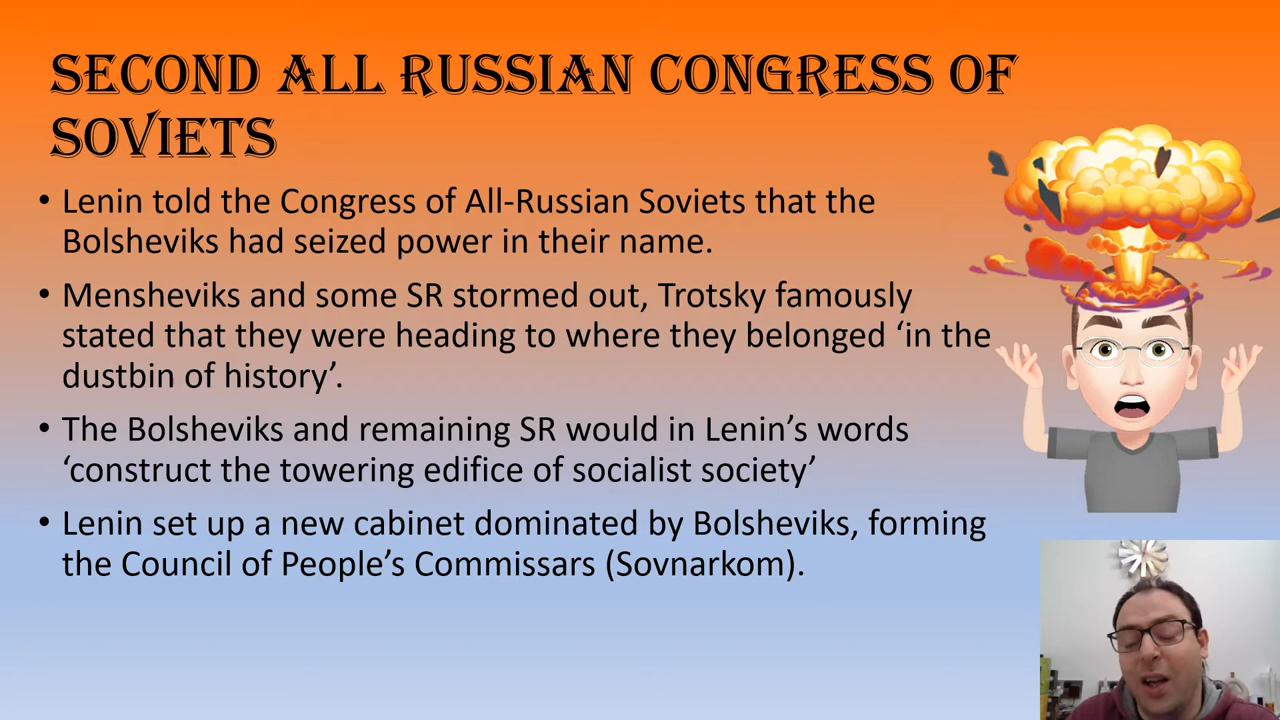 SECOND ALL RUSSIAN CONGRESS OF
SOVIETS
• Lenin told the Congress of All-Russian Soviets that the
Bolsheviks had seized power in their name.
• Mensheviks and some SR stormed out, Trotsky famously
stated that they were heading to where they belonged ‘in the
dustbin of history’.
• The Bolsheviks and remaining SR would in Lenin’s words
‘construct the towering edifice of socialist society’
• Lenin set up a new cabinet dominated by Bolsheviks, forming
the Council of People’s Commissars (Sovnarkom).